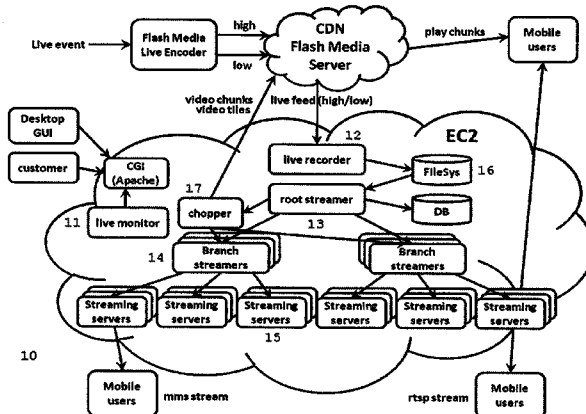 Live event
Flash Media
Live Encoder
high
low
CDN
Flash Media
Server
play chunks
Mobile
users
video chunks
video tiles
live feed (high/low)
Desktop
GUI
customer
CGI
(Apache)
11
live monitor
12
live recorder
EC2
FileSys
16
17
chopper
root streamer
DB
13
14
Branch
streamers
Branch
streamers
Streaming
servers
Streaming
servers
Streaming
servers
Streaming
servers
Streaming
servers
Streaming
servers
15
10
Mobile
users
mms stream
rtsp stream
Mobile
users